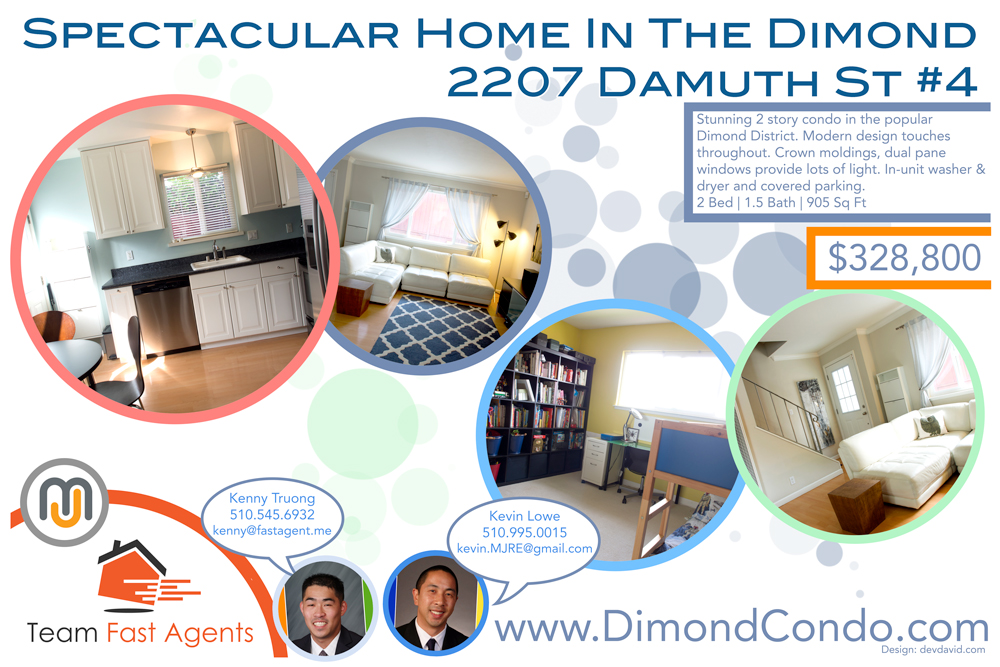 Spectacular Home In The Dimond
2207 Damuth St #4
Stunning 2 story condo in the popular
Dimond District. Modern design touches
throughout. Crown moldings, dual pane
windows provide lots of light. In-unit washer &
dryer and covered parking.
2 Bed | 1.5 Bath | 905 Sq Ft
$328,800
Kenny Truong
510.545.6932
kenny@fastagent.me
Kevin Lowe
510.995.0015
kevin.MJRE@gmail.com
MJ
Team Fast Agents
www.DimondCondo.com
Design: devdavid.com